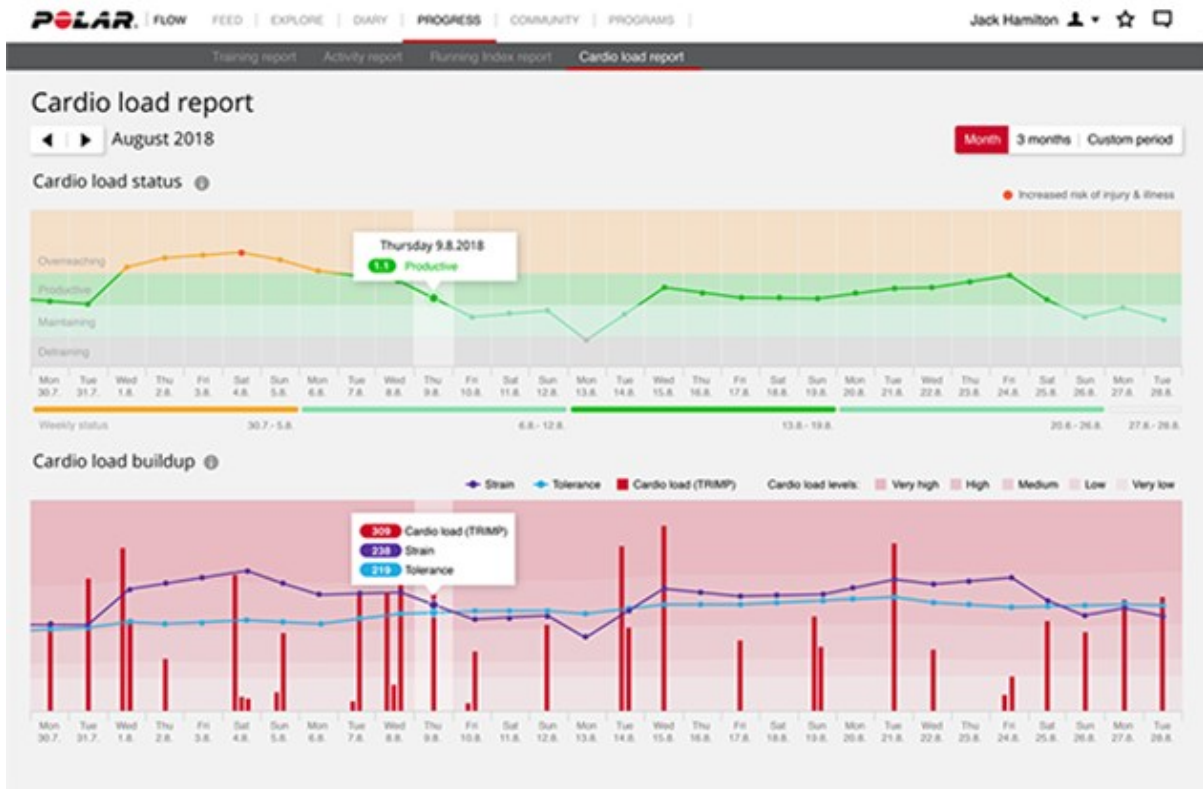 POLAR. FLOW FEED EXPLORE DIARY PROGRESS COMMUNITY PROGRAMS Jack Hamilton
Training report Activity report Running Index report Cardio load report
Cardio load report
August 2018 Month 3 months Custom period
Cardio load status
Increased risk of injury & illness
Thursday 9.8.2018
1.1 Productive
Overreaching
Productive
Maintaining
Detraining
Mon Tue Wed Thu Fri Sat Sun Mon Tue Wed Thu Fri Sat Sun Mon Tue Wed Thu Fri Sat Sun Mon Tue Wed Thu Fri Sat Sun Mon Tue
30.7. 31.7. 1.8. 2.8. 3.8. 4.8. 5.8. 6.8. 7.8. 8.8. 9.8. 10.8. 11.8. 12.8. 13.8. 14.8. 15.8. 16.8. 17.8. 18.8. 19.8. 20.8. 21.8. 22.8. 23.8. 24.8. 25.8. 26.8. 27.8. 28.8.
Weekly status 30.7.- 5.8. 6.8.- 12.8. 13.8.- 19.8. 20.8.- 26.8. 27.8.- 28.8.
Cardio load buildup
Strain Tolerance Cardio load (TRIMP) Cardio load levels: Very high High Medium Low Very low
309 Cardio load (TRIMP)
238 Strain
219 Tolerance
Mon Tue Wed Thu Fri Sat Sun Mon Tue Wed Thu Fri Sat Sun Mon Tue Wed Thu Fri Sat Sun Mon Tue Wed Thu Fri Sat Sun Mon Tue
30.7. 31.7. 1.8. 2.8. 3.8. 4.8. 5.8. 6.8. 7.8. 8.8. 9.8. 10.8. 11.8. 12.8. 13.8. 14.8. 15.8. 16.8. 17.8. 18.8. 19.8. 20.8. 21.8. 22.8. 23.8. 24.8. 25.8. 26.8. 27.8. 28.8.